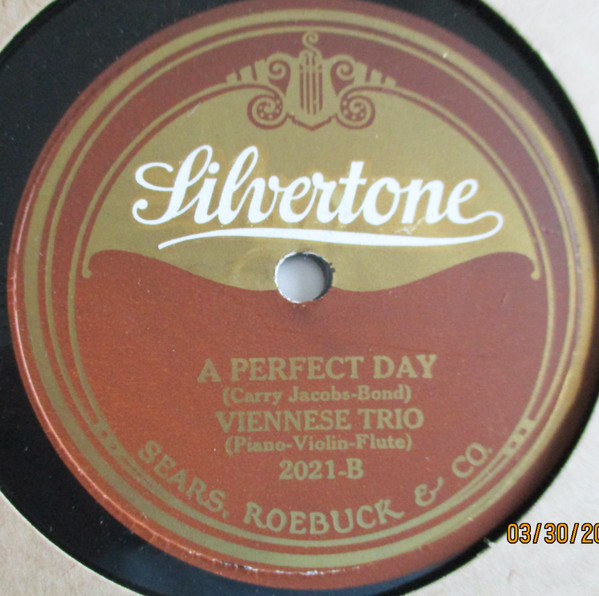 S
Silvertone
A PERFECT DAY
(Carry Jacobs-Bond)
VIENNESE TRIO
(Piano-Violin-Flute)
2021-B
SEARS, ROEBUCK & CO.
03/30/20